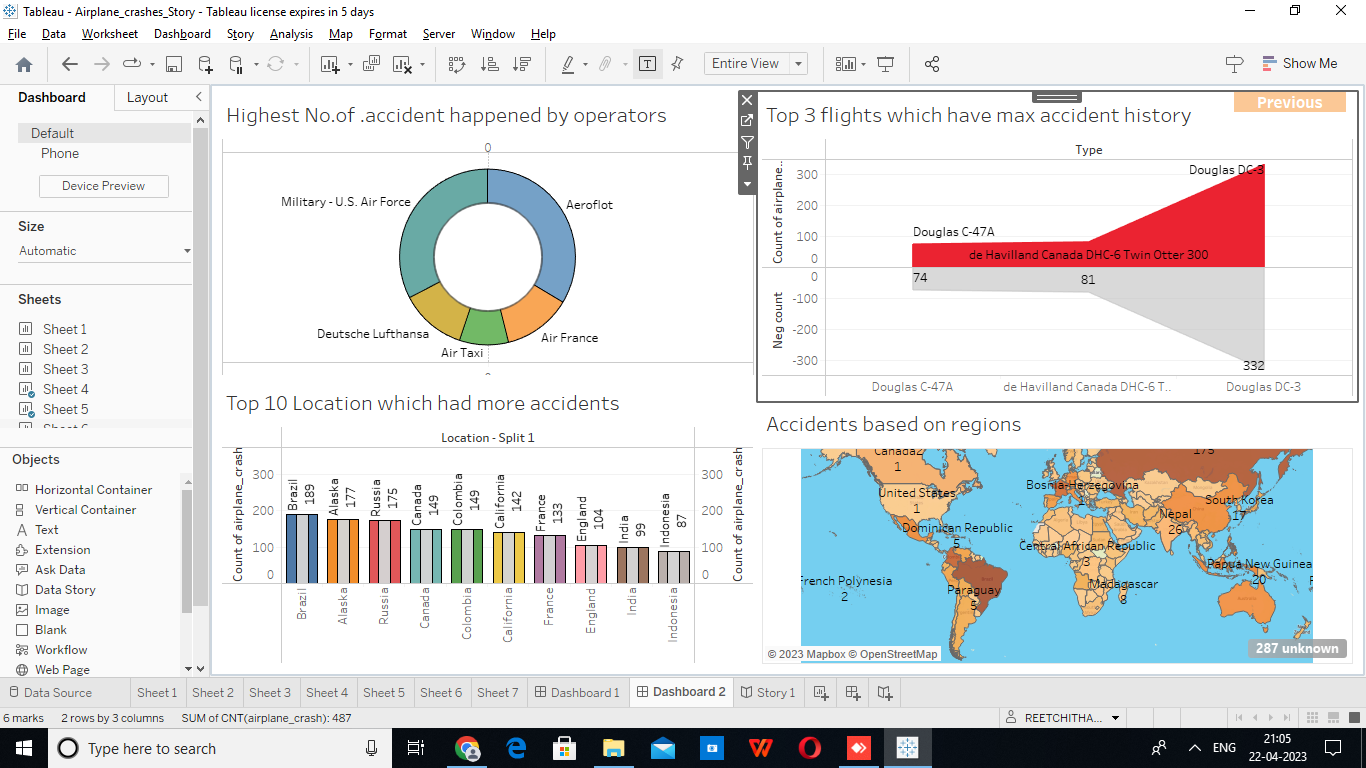 Tableau - Airplane_crashes_Story - Tableau license expires in 5 days
File Data Worksheet Dashboard Story Analysis Map Format Server Window Help
Entire View
Show Me
Dashboard Layout
Default
Phone
Device Preview
Size
Automatic
Sheets
Sheet 1
Sheet 2
Sheet 3
Sheet 4
Sheet 5
Objects
Horizontal Container
Vertical Container
Text
Extension
Ask Data
Data Story
Image
Blank
Workflow
Web Page
Highest No.of .accident happened by operators
0
Military - U.S. Air Force
Aeroflot
Deutsche Lufthansa
Air Taxi
Air France
Previous
Top 3 flights which have max accident history
Type
Count of airplane..
300
200
100
0
Douglas DC-3
Douglas C-47A
de Havilland Canada DHC-6 Twin Otter 300
Neg count
0
-100
-200
-300
74
81
332
Douglas C-47A
de Havilland Canada DHC-6 T..
Douglas DC-3
Top 10 Location which had more accidents
Location - Split 1
Count of airplane_crash
300
200
100
0
Brazil 189
Alaska 177
Russia 175
Canada 149
Colombia 149
California 142
France 133
England 104
India 99
Indonesia 87
300
200
100
0
Count of airplane_crash
Brazil
Alaska
Russia
Canada
Colombia
California
France
England
India
Indonesia
Accidents based on regions
175
1
United States
1
Bosnia-Herzegovina
1
South Korea
17
Nepal
26
Dominican Republic
5
Central African Republic
3
Papua New Guinea
20
French Polynesia
2
Paraguay
5
Madagascar
8
© 2023 Mapbox © OpenStreetMap
287 unknown
Data Source Sheet 1 Sheet 2 Sheet 3 Sheet 4 Sheet 5 Sheet 6 Sheet 7 Dashboard 1 Dashboard 2 Story 1
6 marks 2 rows by 3 columns SUM of CNT(airplane_crash): 487
REETCHITHA...
Type here to search
ENG
21:05
22-04-2023